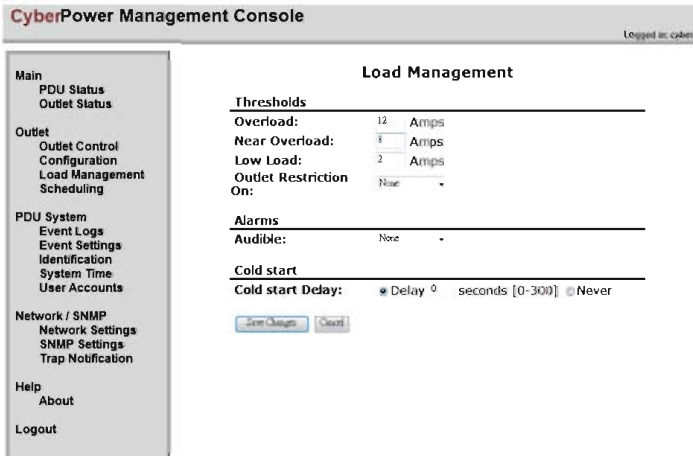 CyberPower Management Console
Logged in: cyber
Main
PDU Status
Outlet Status
Outlet
Outlet Control
Configuration
Load Management
Scheduling
PDU System
Event Logs
Event Settings
Identification
System Time
User Accounts
Network / SNMP
Network Settings
SNMP Settings
Trap Notification
Help
About
Logout
Load Management
Thresholds
Overload: 12 Amps
Near Overload: 8 Amps
Low Load: 2 Amps
Outlet Restriction On: None
Alarms
Audible: None
Cold start
Cold start Delay: Delay 0 seconds [0-300] Never
Save Changes Cancel